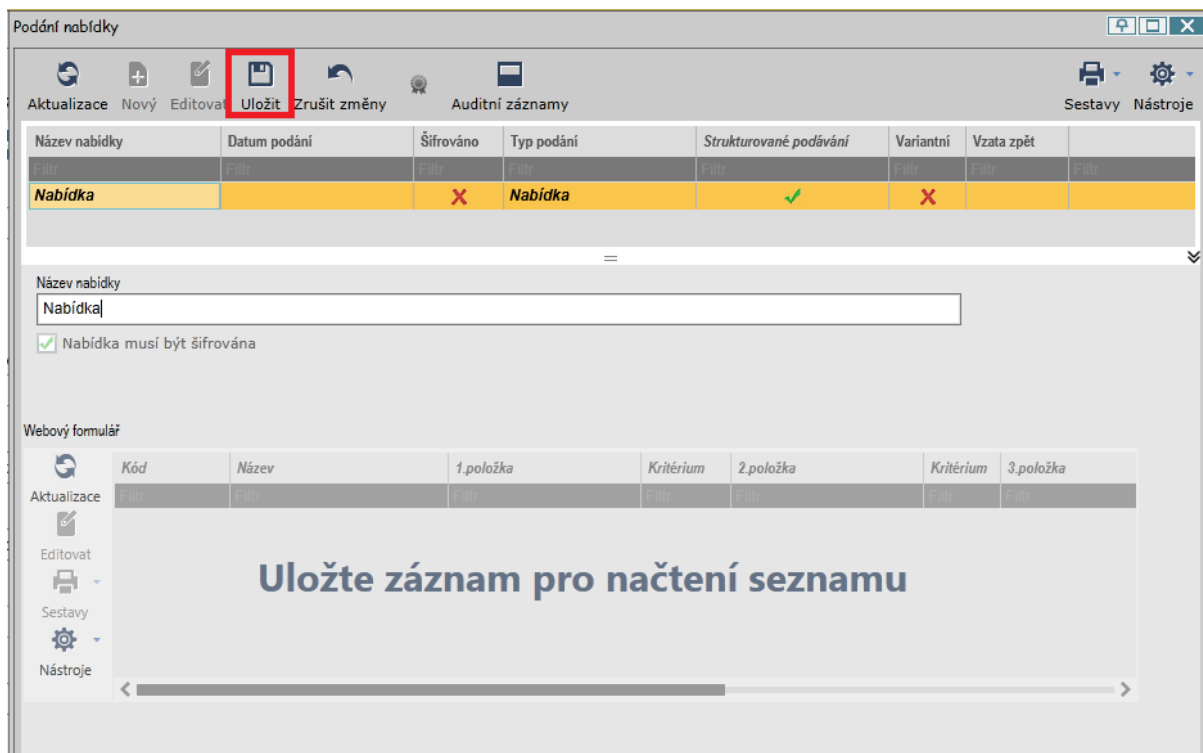 Podání nabídky
Aktualizace Nový Editovat Uložit Zrušit změny Auditní záznamy Sestavy Nástroje
Název nabídky Datum podání Šifrováno Typ podání Strukturované podávání Variantní Vzata zpět
Filtr Filtr Filtr Filtr Filtr Filtr Filtr Filtr
Nabídka Nabídka
Název nabídky
Nabídka
Nabídka musí být šifrována
Webový formulář
Kód Název 1.položka Kritérium 2.položka Kritérium 3.položka
Aktualizace Filtr Filtr Filtr Filtr Filtr Filtr Filtr
Editovat
Uložte záznam pro načtení seznamu
Sestavy
Nástroje